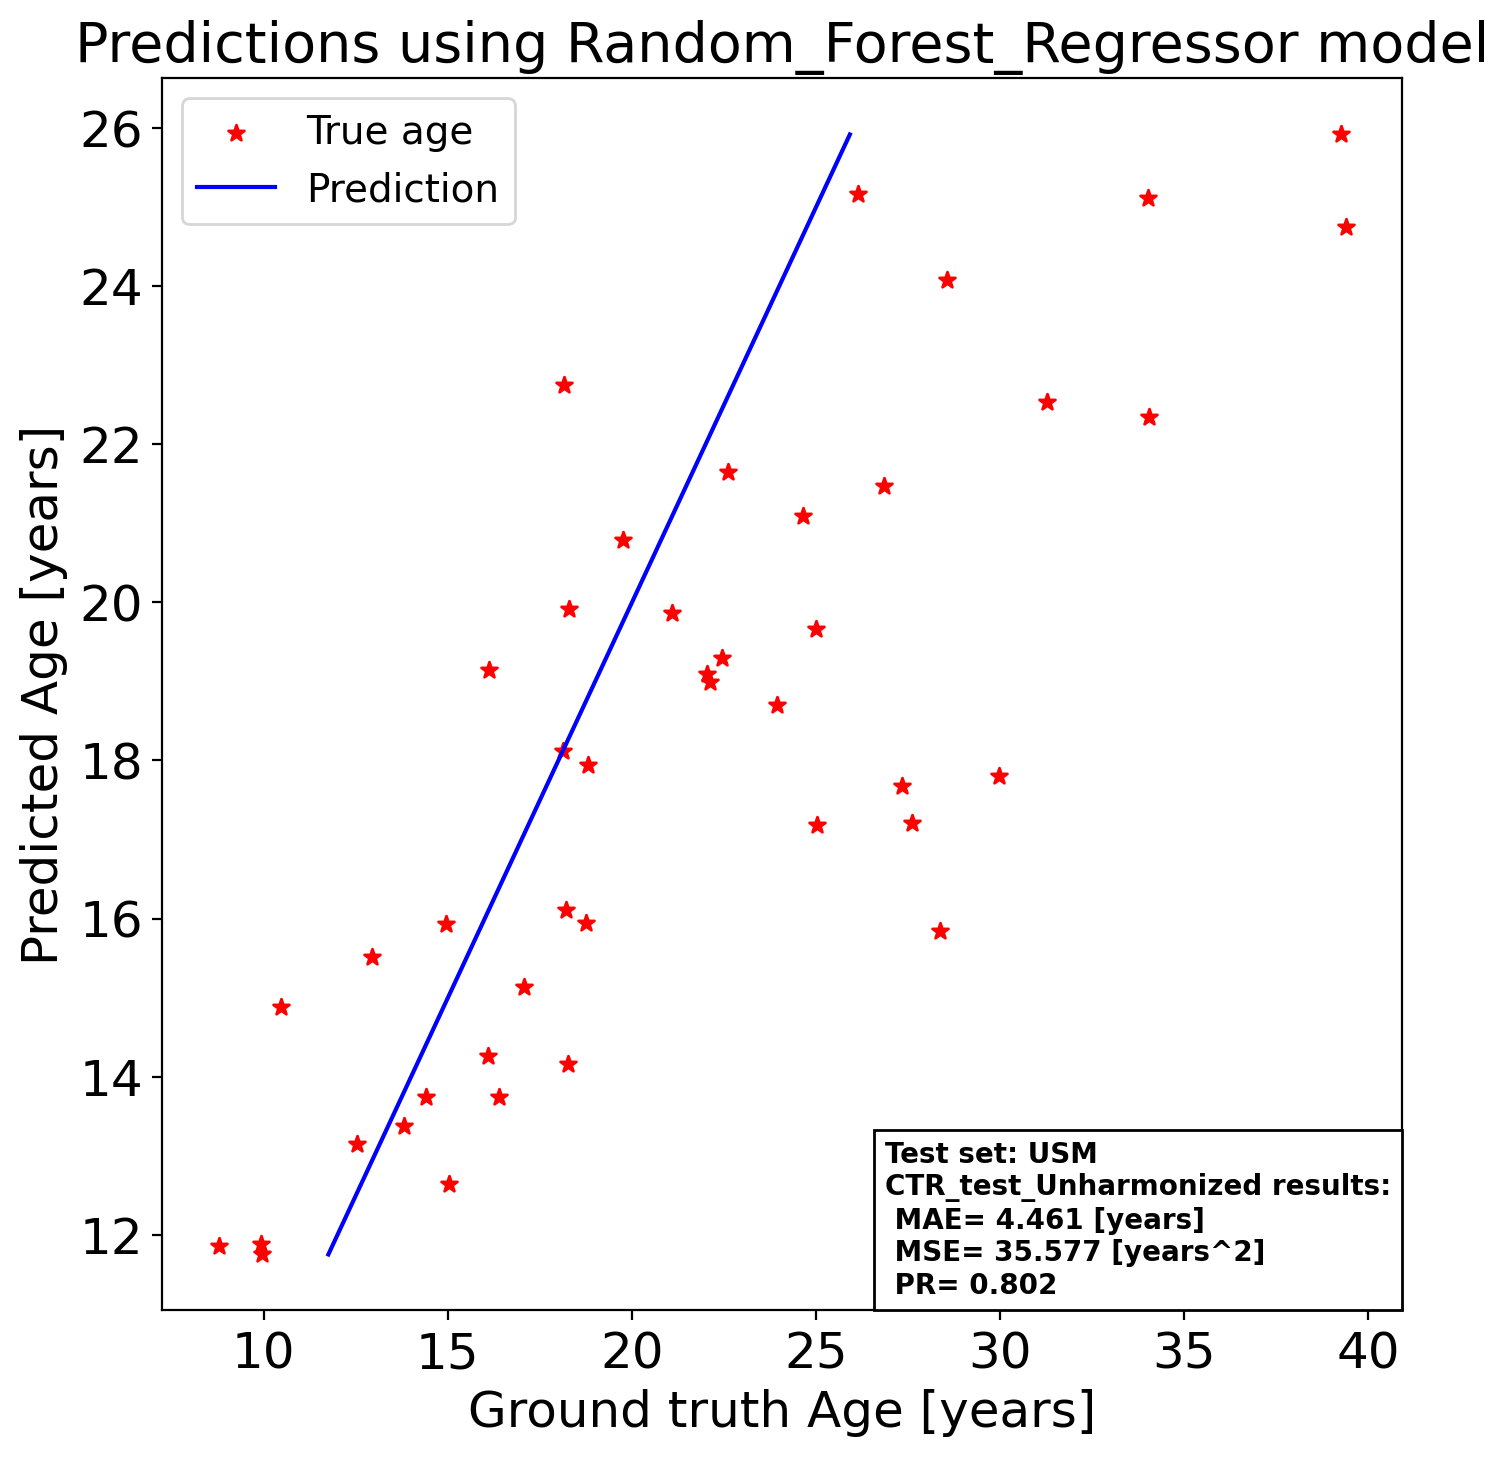 Predictions using Random_Forest_Regressor model
True age
Prediction
Predicted Age [years]
26
24
22
20
18
16
14
12
Test set: USM
CTR_test_Unharmonized results:
MAE= 4.461 [years]
MSE= 35.577 [years^2]
PR= 0.802
10 15 20 25 30 35 40
Ground truth Age [years]